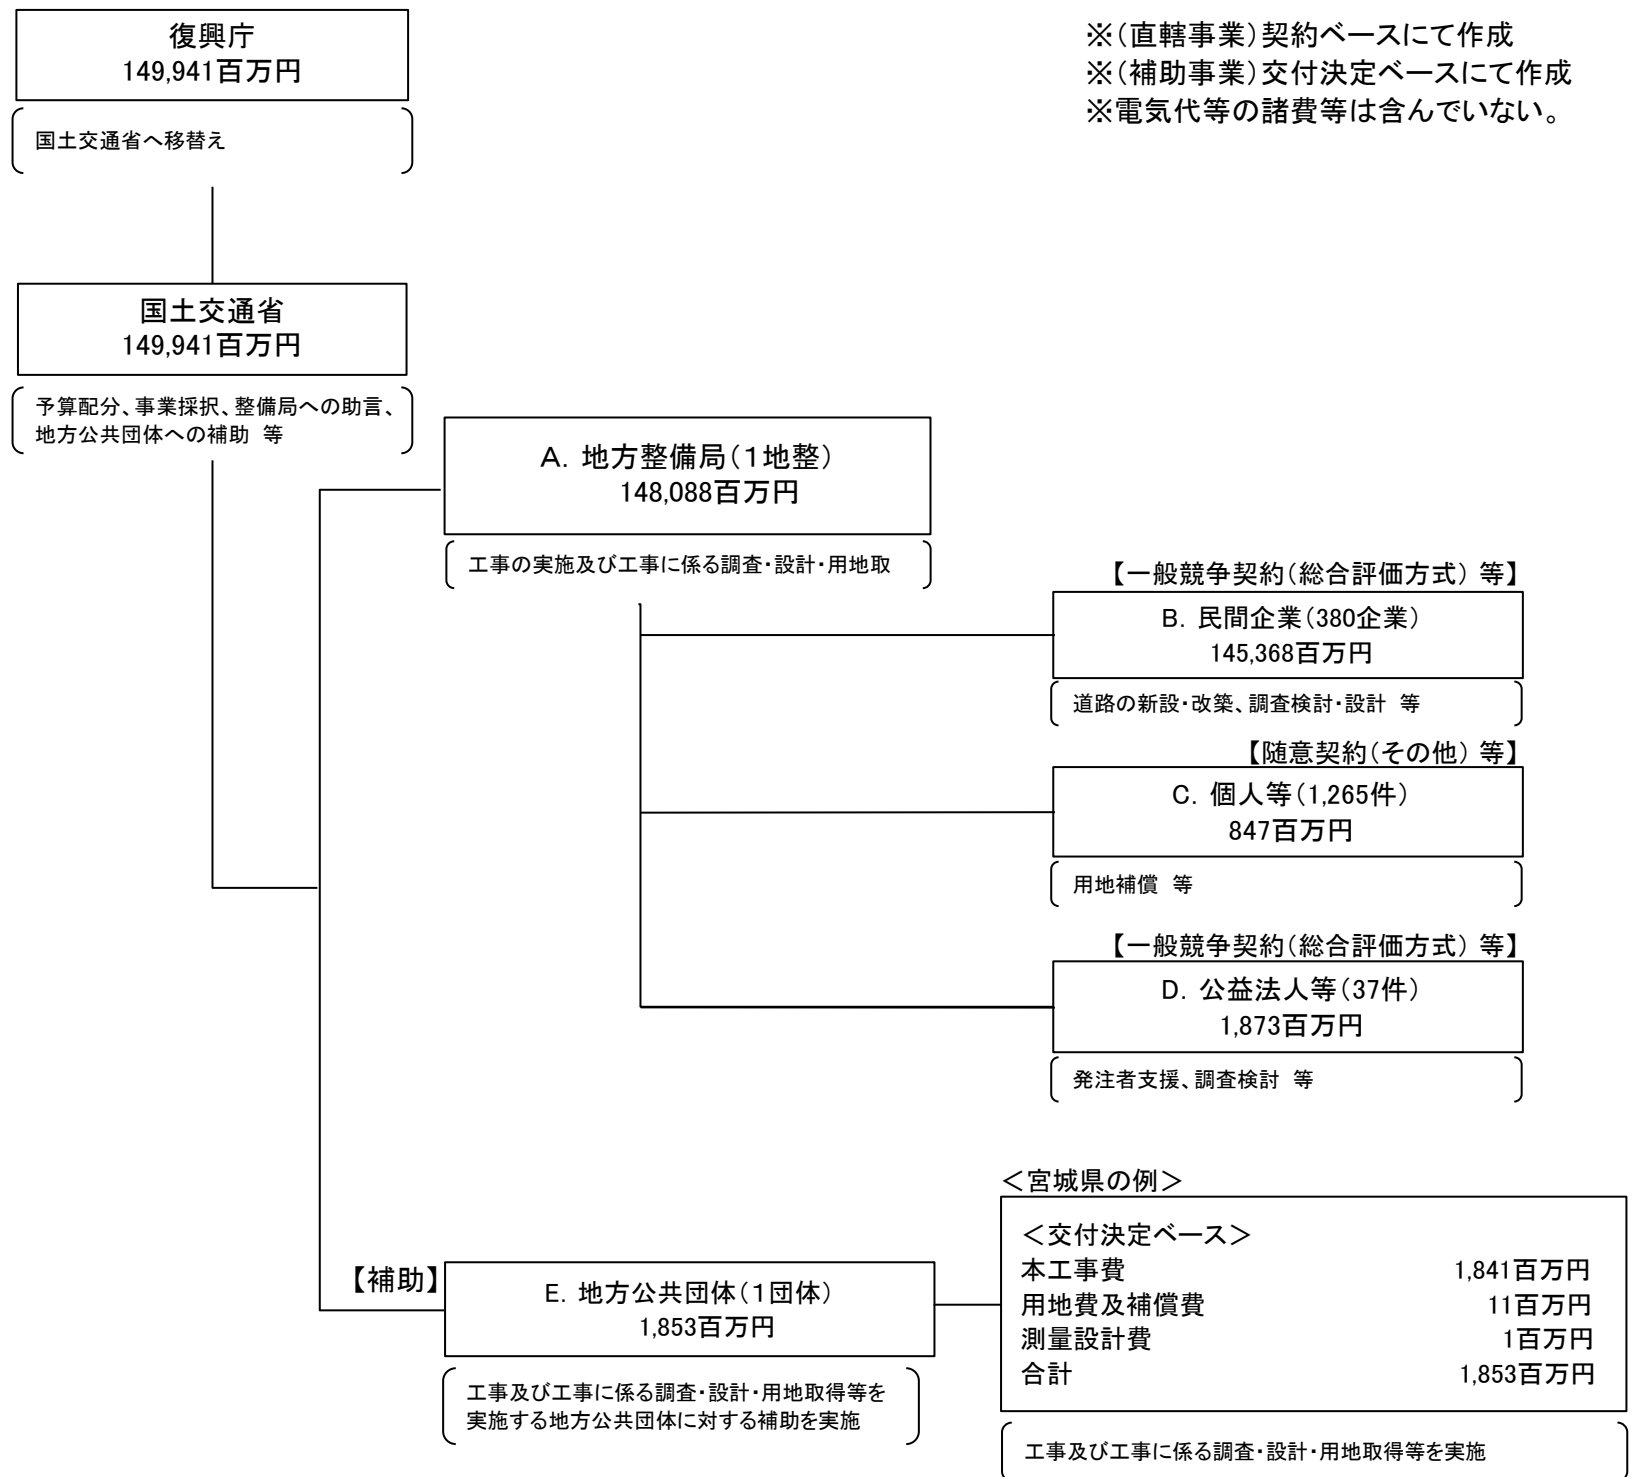 復興庁
149,941百万円
※（直轄事業）契約ベースにて作成
※（補助事業）交付決定ベースにて作成
※電気代等の諸費等は含んでいない。
国土交通省へ移替え
国土交通省
149,941百万円
予算配分、事業採択、整備局への助言、
地方公共団体への補助　等
A．地方整備局（１地整）
148,088百万円
工事の実施及び工事に係る調査・設計・用地取
【一般競争契約（総合評価方式）等】
B．民間企業（380企業）
145,368百万円
道路の新設・改築、調査検討・設計　等
【随意契約（その他）等】
C．個人等（1,265件）
847百万円
用地補償　等
【一般競争契約（総合評価方式）等】
D．公益法人等（37件）
1,873百万円
発注者支援、調査検討　等
【補助】
E．地方公共団体（１団体）
1,853百万円
工事及び工事に係る調査・設計・用地取得等を
実施する地方公共団体に対する補助を実施
＜宮城県の例＞
＜交付決定ベース＞
本工事費　1,841百万円
用地費及補償費　11百万円
測量設計費　1百万円
合計　1,853百万円
工事及び工事に係る調査・設計・用地取得等を実施